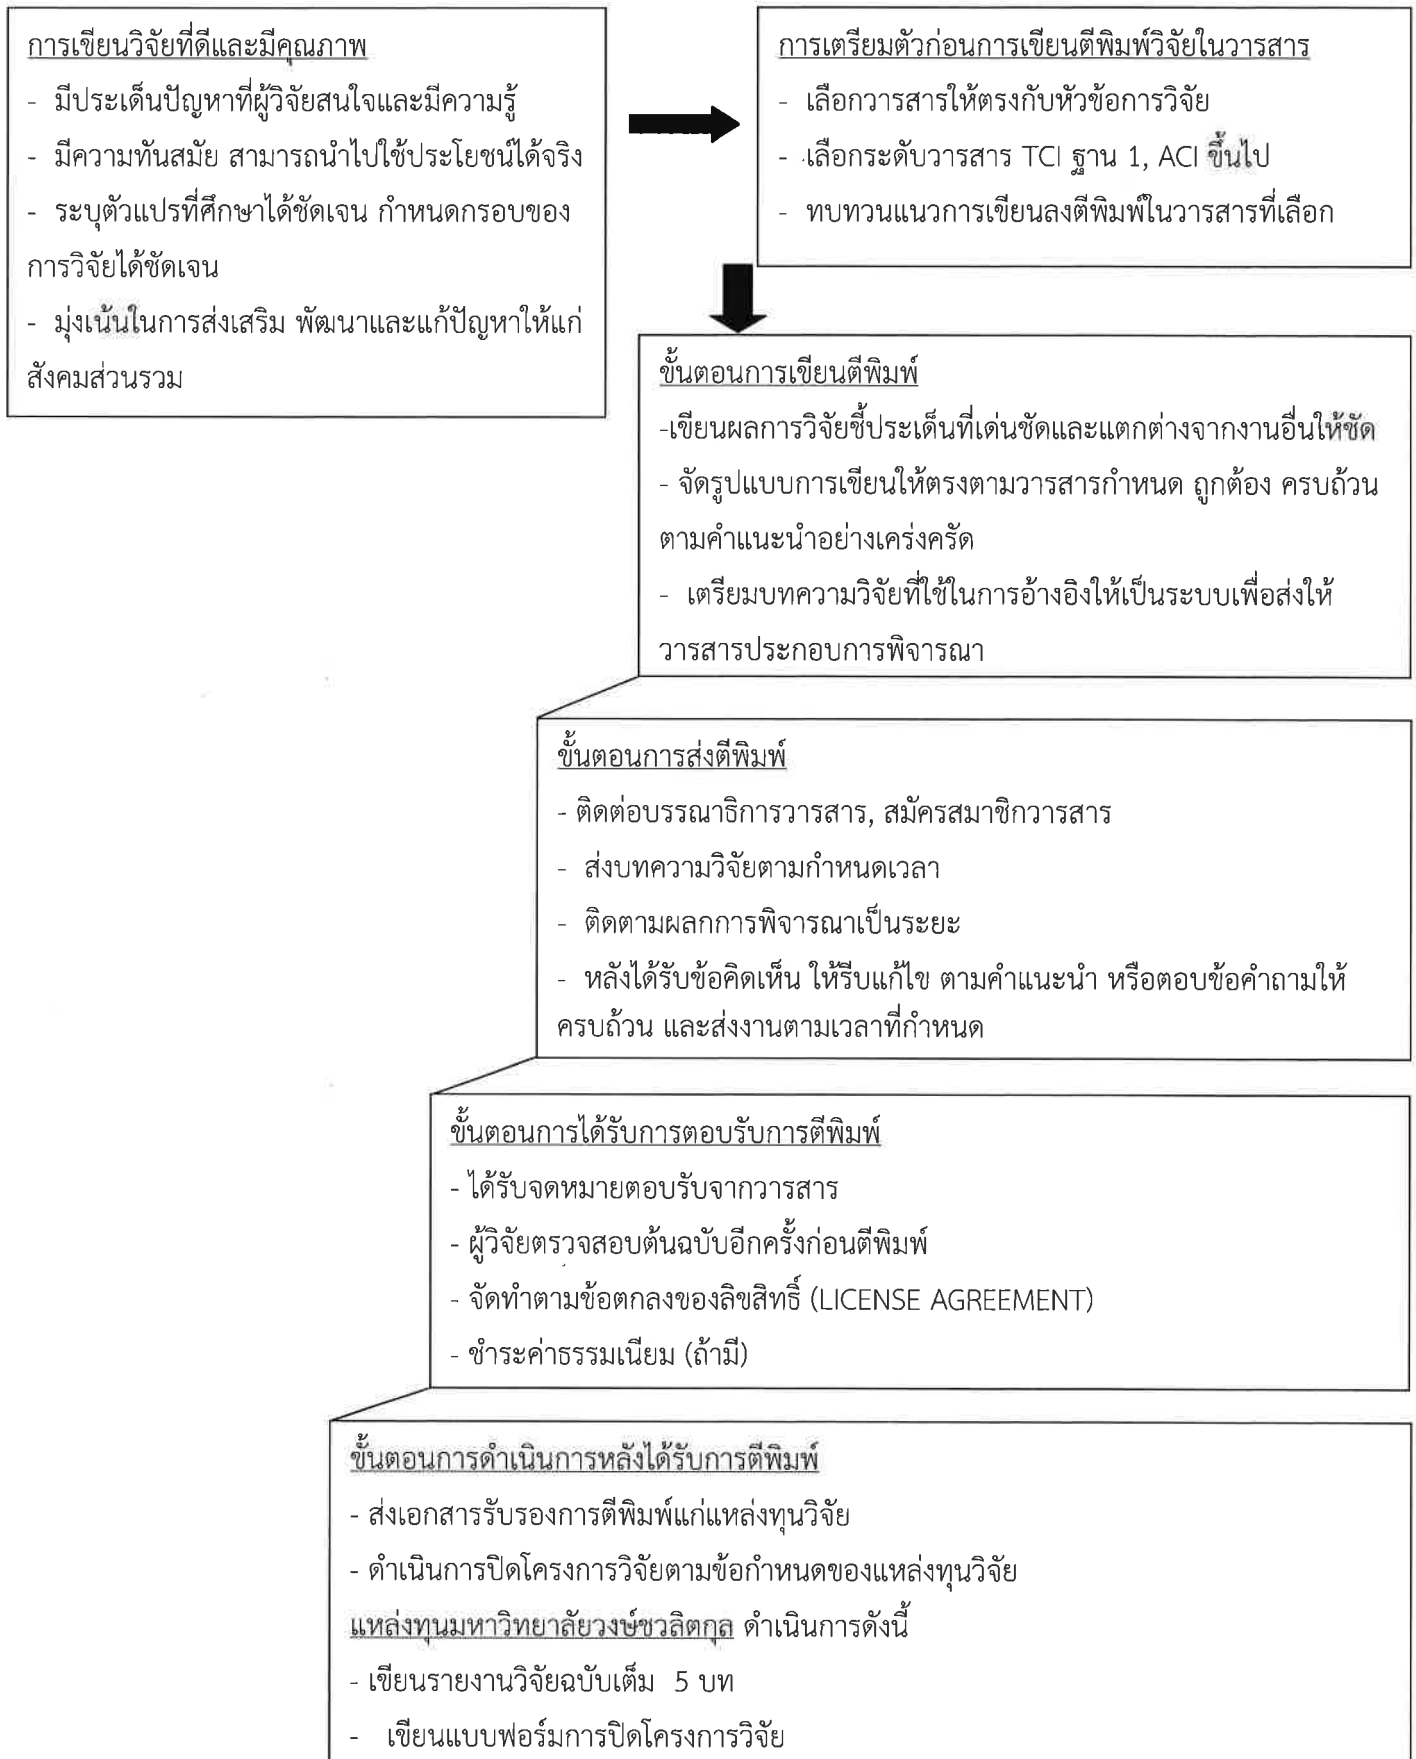 การเขียนวิจัยที่ดีและมีคุณภาพ
- มีประเด็นปัญหาที่ผู้วิจัยสนใจและมีความรู้
- มีความทันสมัย สามารถนำไปใช้ประโยชน์ได้จริง
- ระบุตัวแปรที่ศึกษาได้ชัดเจน กำหนดกรอบของ
การวิจัยได้ชัดเจน
- มุ่งเน้นในการส่งเสริม พัฒนาและแก้ปัญหาให้แก่
สังคมส่วนรวม
การเตรียมตัวก่อนการเขียนตีพิมพ์วิจัยในวารสาร
- เลือกวารสารให้ตรงกับหัวข้อการวิจัย
- เลือกระดับวารสาร TCI ฐาน 1, ACI ขึ้นไป
- ทบทวนแนวการเขียนลงตีพิมพ์ในวารสารที่เลือก
ขั้นตอนการเขียนตีพิมพ์
-เขียนผลการวิจัยชี้ประเด็นที่เด่นชัดและแตกต่างจากงานอื่นให้ชัด
- จัดรูปแบบการเขียนให้ตรงตามวารสารกำหนด ถูกต้อง ครบถ้วน
ตามคำแนะนำอย่างเคร่งครัด
- เตรียมบทความวิจัยที่ใช้ในการอ้างอิงให้เป็นระบบเพื่อส่งให้
วารสารประกอบการพิจารณา
ขั้นตอนการส่งตีพิมพ์
- ติดต่อบรรณาธิการวารสาร, สมัครสมาชิกวารสาร
- ส่งบทความวิจัยตามกำหนดเวลา
- ติดตามผลกการพิจารณาเป็นระยะ
- หลังได้รับข้อคิดเห็น ให้รีบแก้ไข ตามคำแนะนำ หรือตอบข้อคำถามให้
ครบถ้วน และส่งงานตามเวลาที่กำหนด
ขั้นตอนการได้รับการตอบรับการตีพิมพ์
- ได้รับจดหมายตอบรับจากวารสาร
- ผู้วิจัยตรวจสอบต้นฉบับอีกครั้งก่อนตีพิมพ์
- จัดทำตามข้อตกลงของลิขสิทธิ์ (LICENSE AGREEMENT)
- ชำระค่าธรรมเนียม (ถ้ามี)
ขั้นตอนการดำเนินการหลังได้รับการตีพิมพ์
- ส่งเอกสารรับรองการตีพิมพ์แก่แหล่งทุนวิจัย
- ดำเนินการปิดโครงการวิจัยตามข้อกำหนดของแหล่งทุนวิจัย
แหล่งทุนมหาวิทยาลัยวงษ์ชวลิตกุล ดำเนินการดังนี้
- เขียนรายงานวิจัยฉบับเต็ม 5 บท
- เขียนแบบฟอร์มการปิดโครงการวิจัย